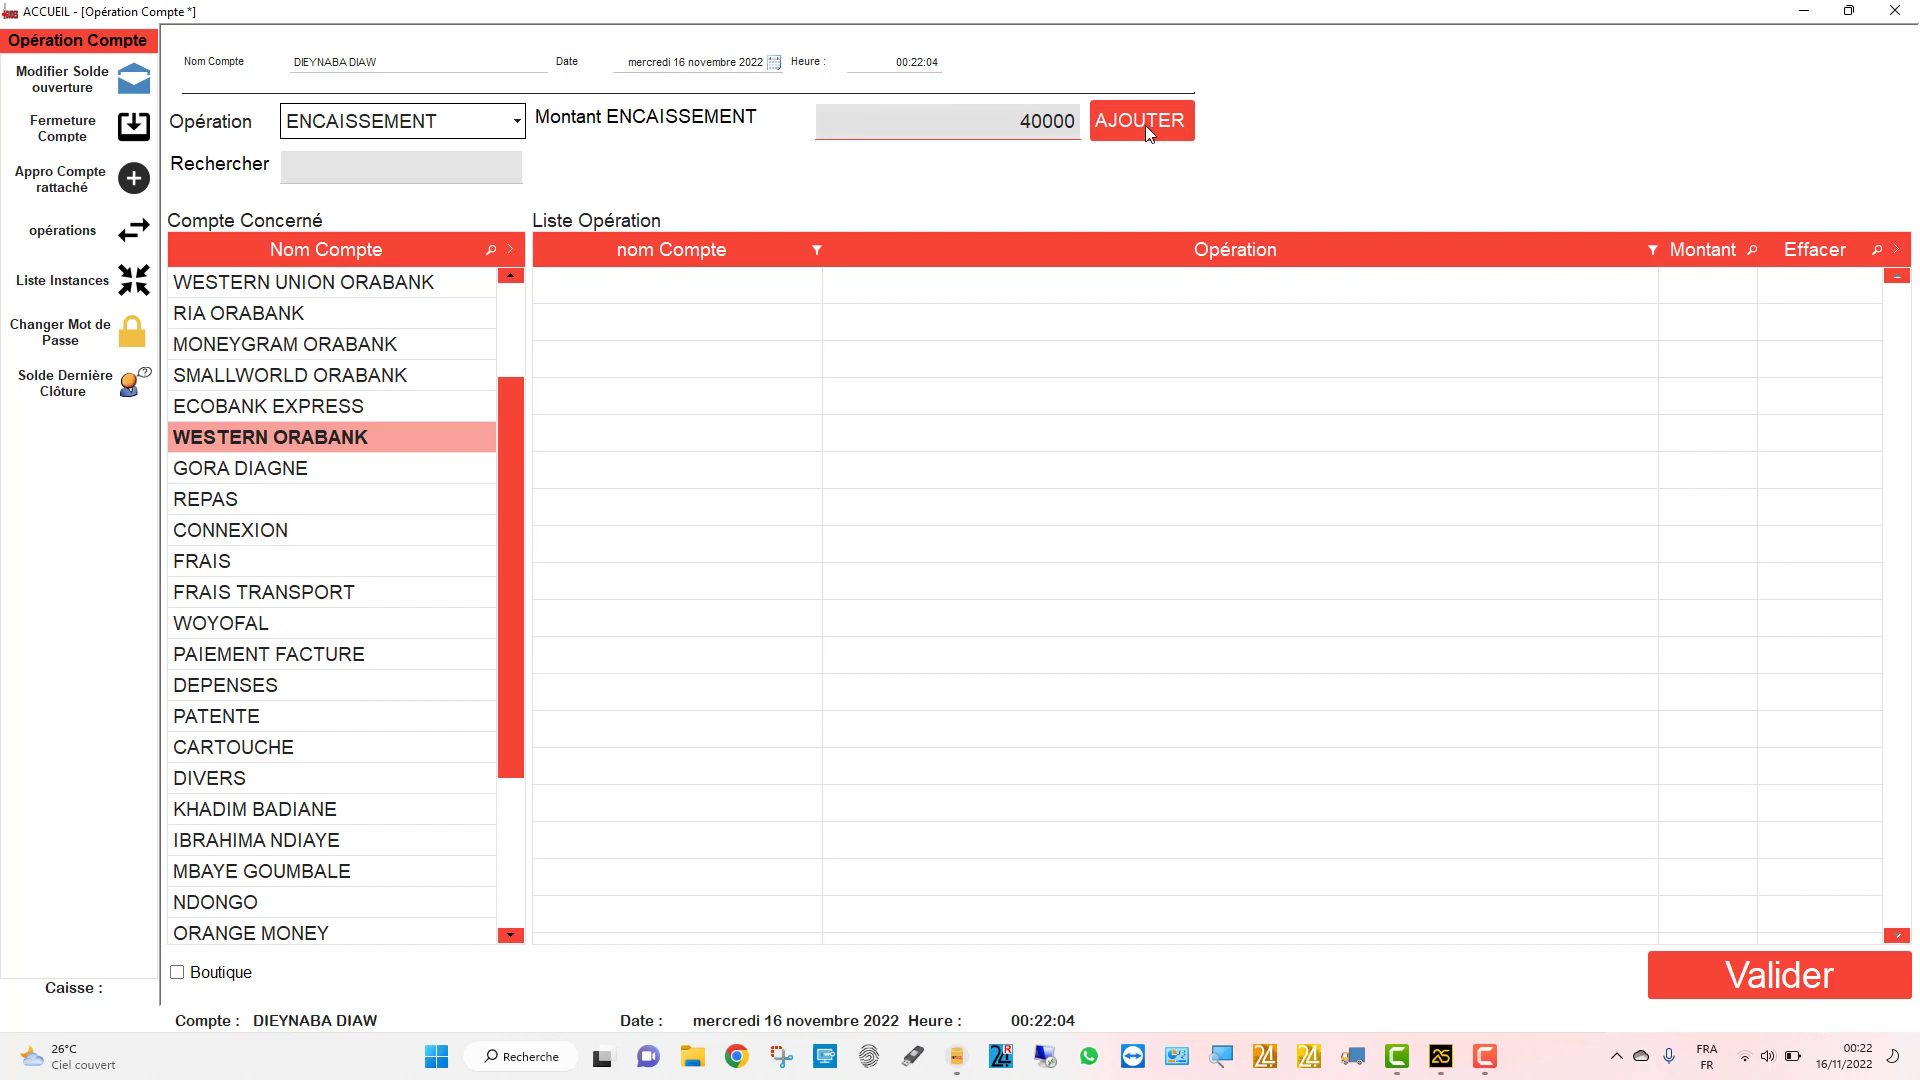 ACCUEIL - [Opération Compte *]
Opération Compte
Modifier Solde
ouverture
Fermeture
Compte
Appro Compte
rattaché
opérations
Liste Instances
Changer Mot de
Passe
Solde Dernière
Clôture
Caisse :
Nom Compte DIEYNABA DIAW Date mercredi 16 novembre 2022 Heure : 00:22:04
Opération ENCAISSEMENT Montant ENCAISSEMENT 40000 AJOUTER
Rechercher
Compte Concerné
Nom Compte
WESTERN UNION ORABANK
RIA ORABANK
MONEYGRAM ORABANK
SMALLWORLD ORABANK
ECOBANK EXPRESS
WESTERN ORABANK
GORA DIAGNE
REPAS
CONNEXION
FRAIS
FRAIS TRANSPORT
WOYOFAL
PAIEMENT FACTURE
DEPENSES
PATENTE
CARTOUCHE
DIVERS
KHADIM BADIANE
IBRAHIMA NDIAYE
MBAYE GOUMBALE
NDONGO
ORANGE MONEY
Liste Opération
nom Compte Opération Montant Effacer
Boutique
Valider
Compte : DIEYNABA DIAW Date : mercredi 16 novembre 2022 Heure : 00:22:04
26°C
Ciel couvert
Recherche
FRA
FR
00:22
16/11/2022